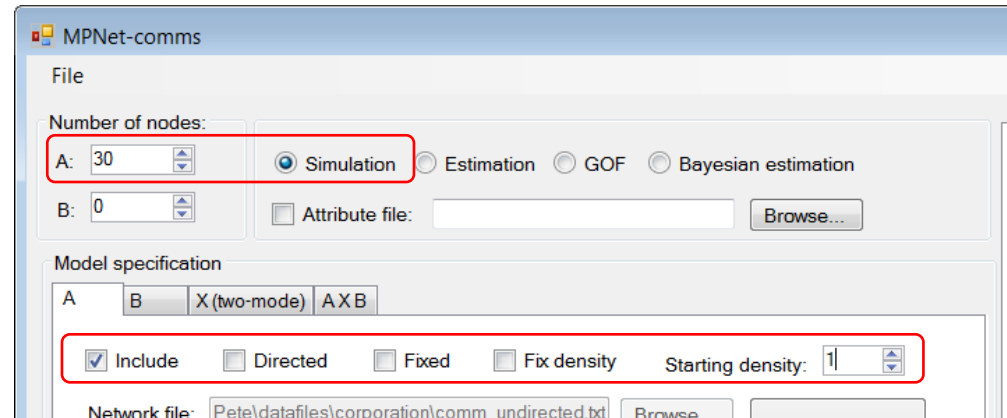 MPNet-comms
File
Number of nodes:
A: 30
Simulation Estimation GOF Bayesian estimation
B: 0
Attribute file: Browse...
Model specification
A B X (two-mode) A X B
Include Directed Fixed Fix density Starting density: 1
Network file: Pete\datafiles\corporation\comm_undirected.txt Browse